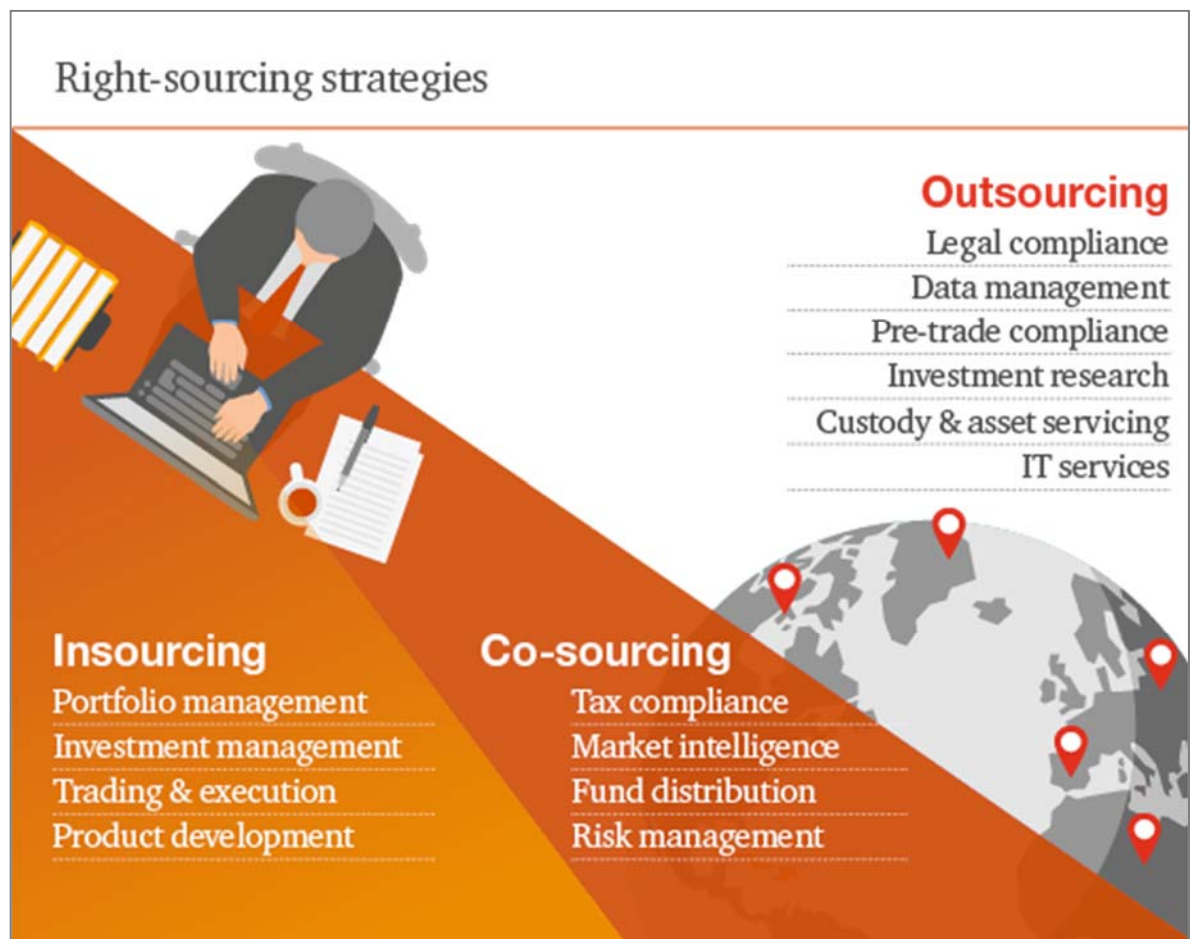 Right-sourcing strategies
Outsourcing
Legal compliance
Data management
Pre-trade compliance
Investment research
Custody & asset servicing
IT services
Insourcing
Portfolio management
Investment management
Trading & execution
Product development
Co-sourcing
Tax compliance
Market intelligence
Fund distribution
Risk management